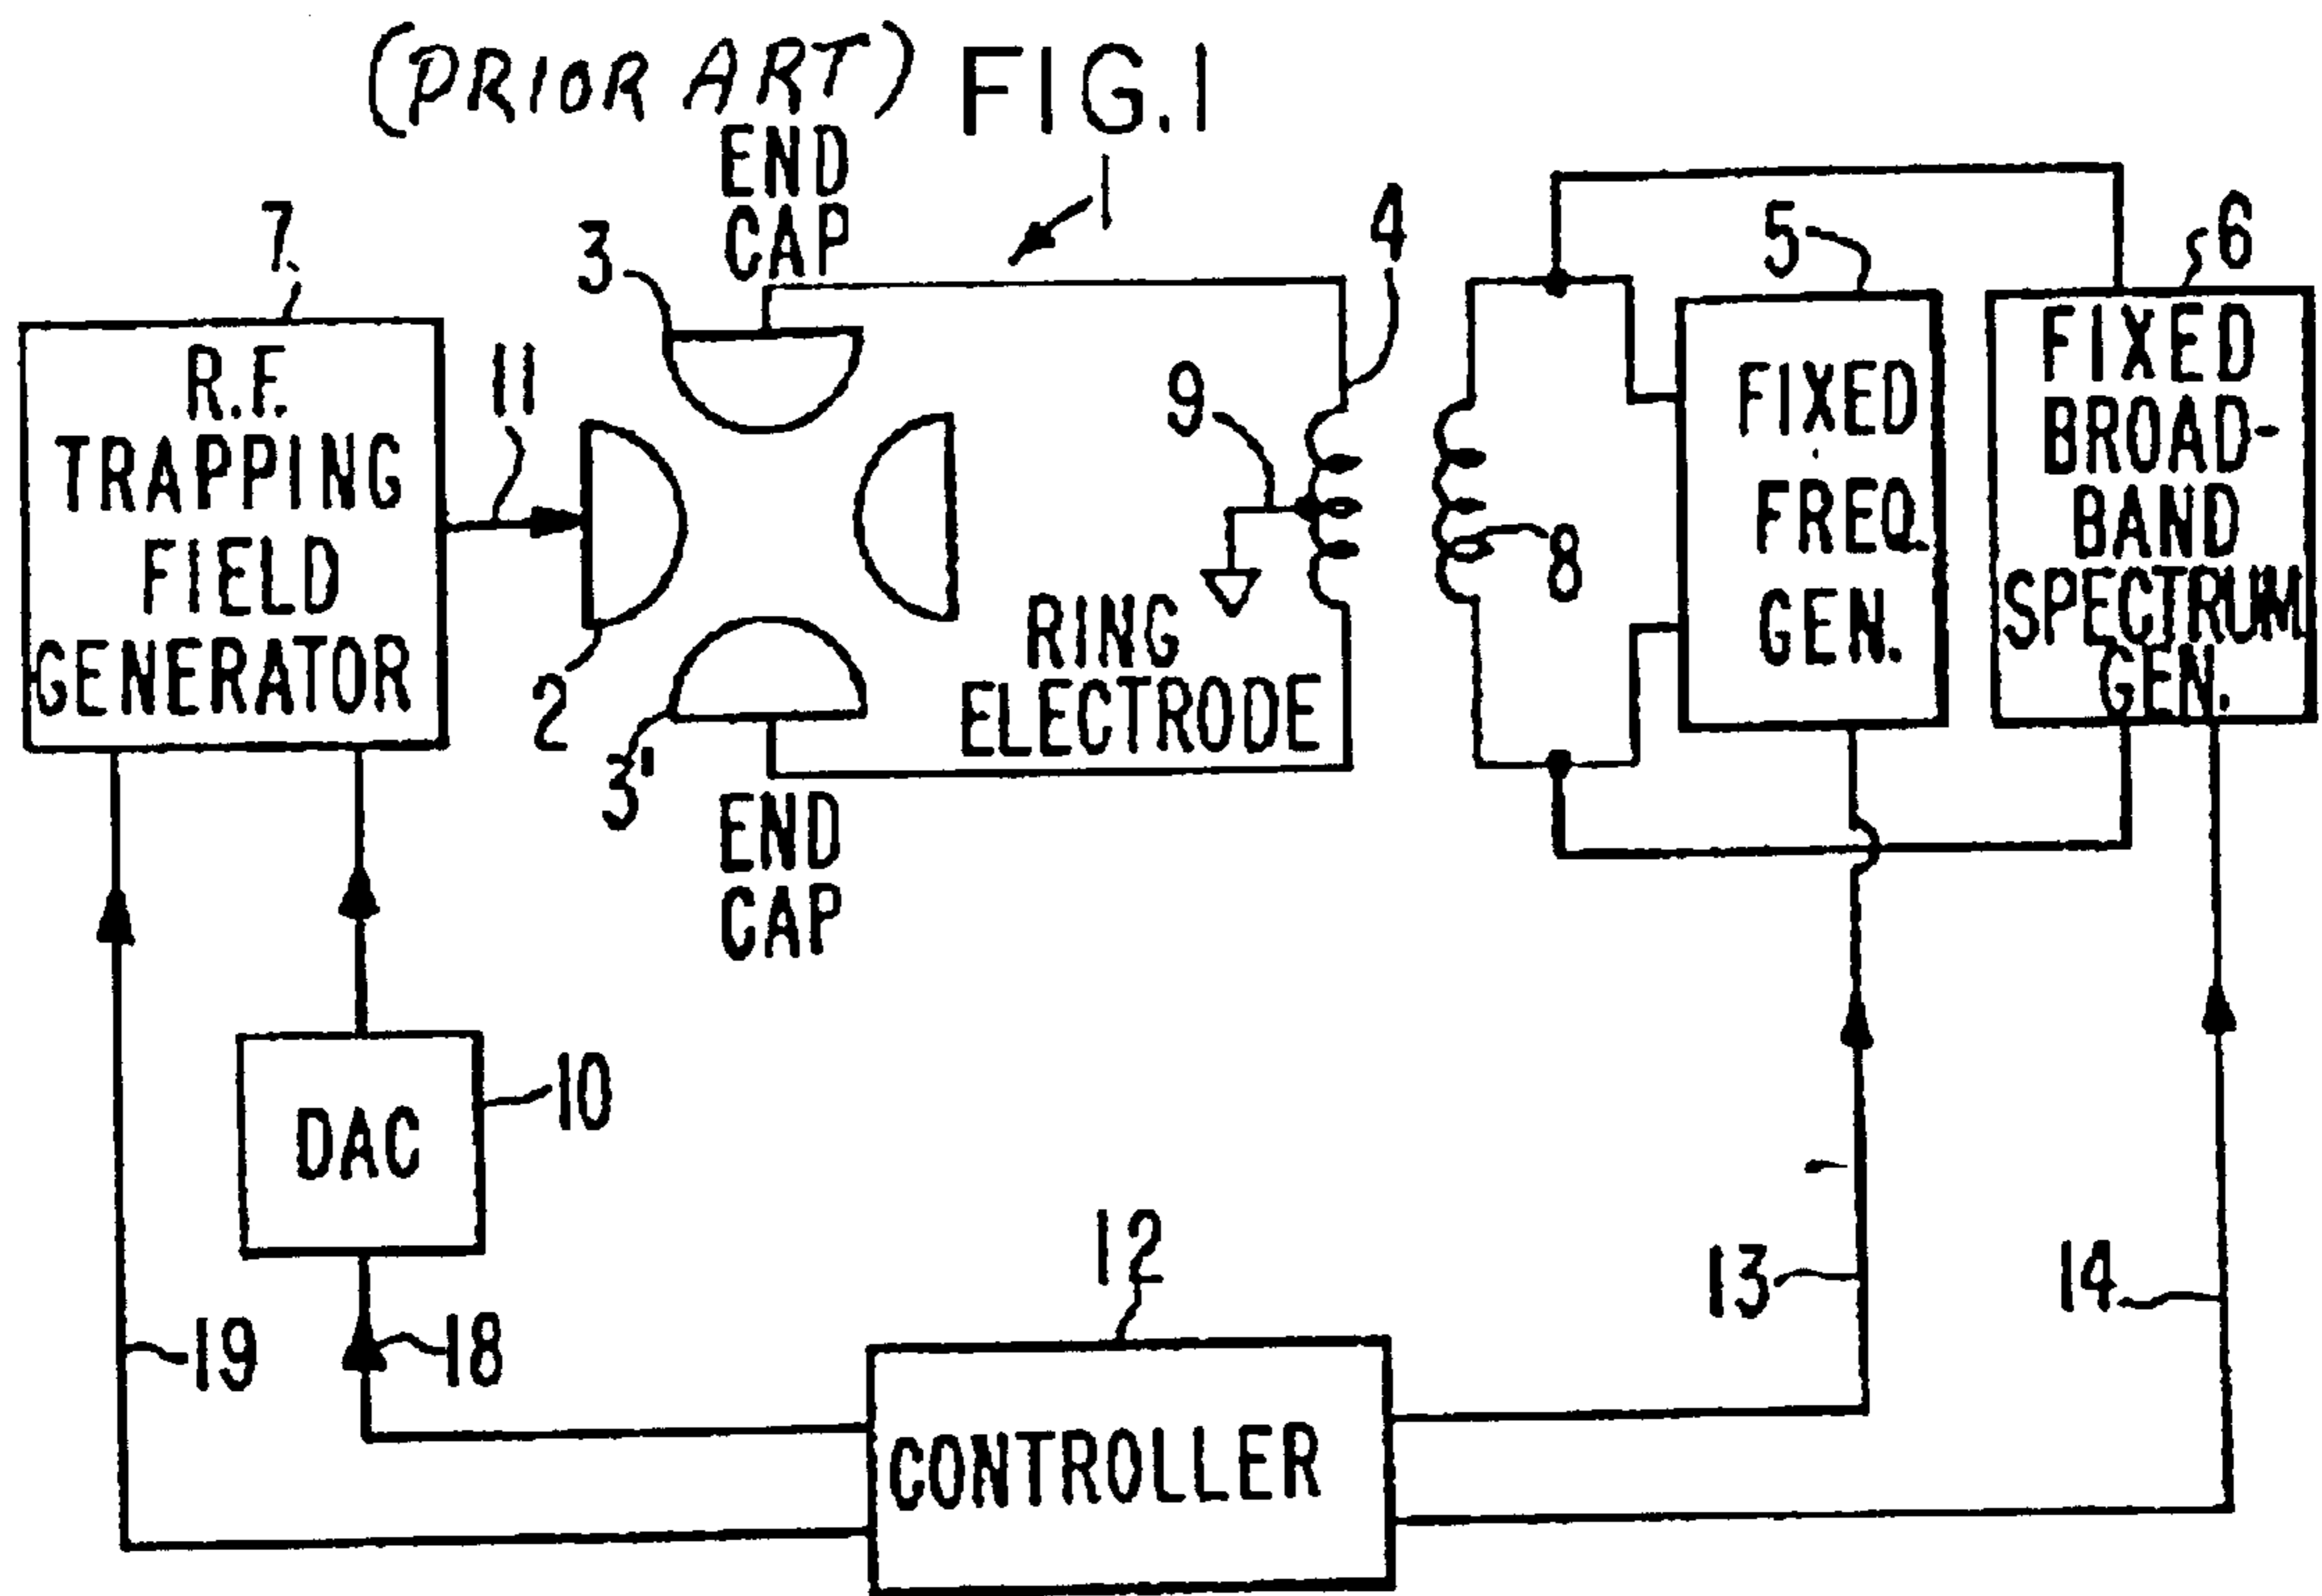 (PRIOR ART) FIG.1
END
CAP
1
7
3
4
5
6
R.F.
TRAPPING
FIELD
GENERATOR
11
9
FIXED
FREQ.
GEN.
FIXED
BROAD-
BAND
SPECTRUM
GEN.
8
2
3'
RING
ELECTRODE
END
CAP
DAC
10
12
13
14
19
18
CONTROLLER